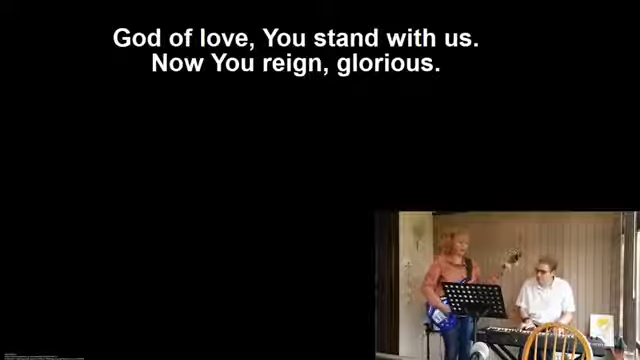 God of love, You stand with us.
Now You reign, glorious.